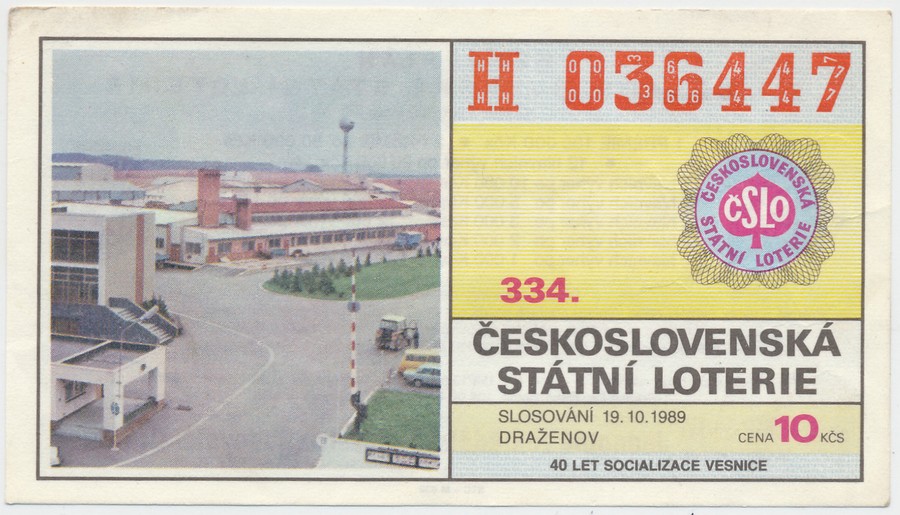 H 036447
ČESKOSLOVENSKÁ
ČSLO
STÁTNÍ LOTERIE
334.
ČESKOSLOVENSKÁ
STÁTNÍ LOTERIE
SLOSOVÁNÍ 19.10.1989
DRAŽENOV
CENA 10 KČS
40 LET SOCIALIZACE VESNICE